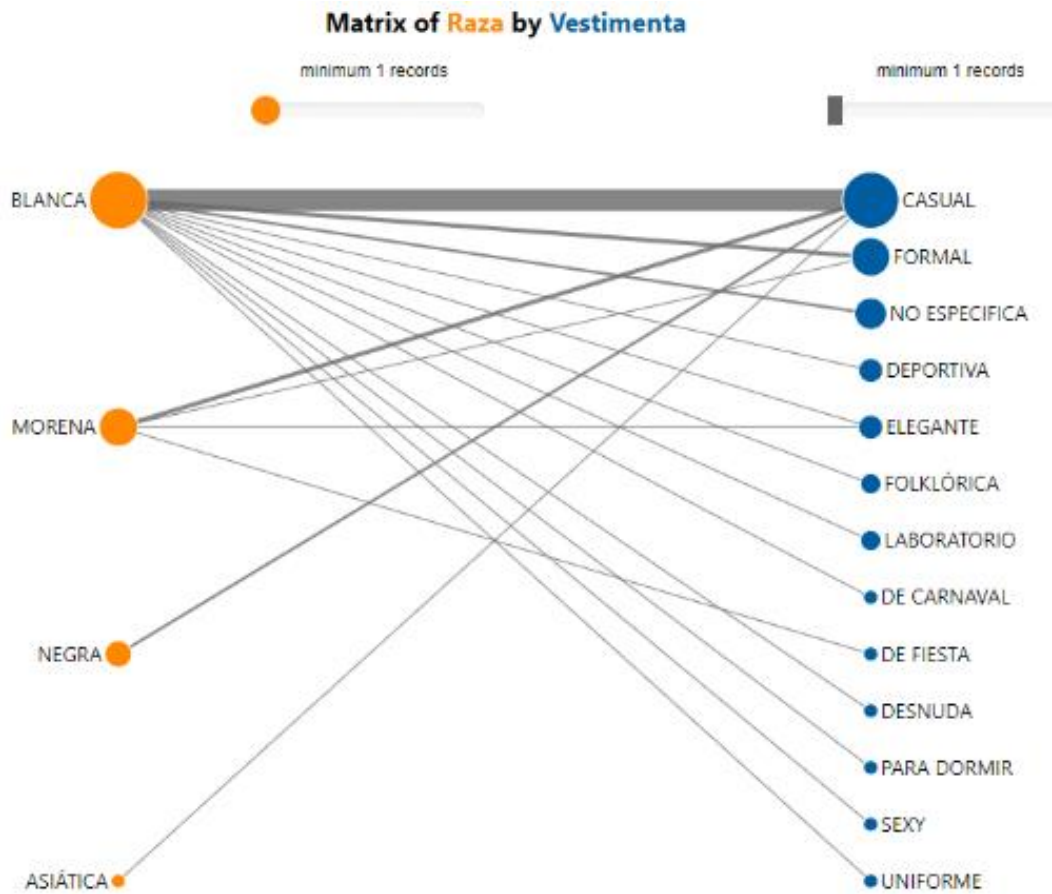 Matrix of Raza by Vestimenta
minimum 1 records
minimum 1 records
BLANCA
MORENA
NEGRA
ASIÁTICA
CASUAL
FORMAL
NO ESPECIFICA
DEPORTIVA
ELEGANTE
FOLKLÓRICA
LABORATORIO
DE CARNAVAL
DE FIESTA
DESNUDA
PARA DORMIR
SEXY
UNIFORME